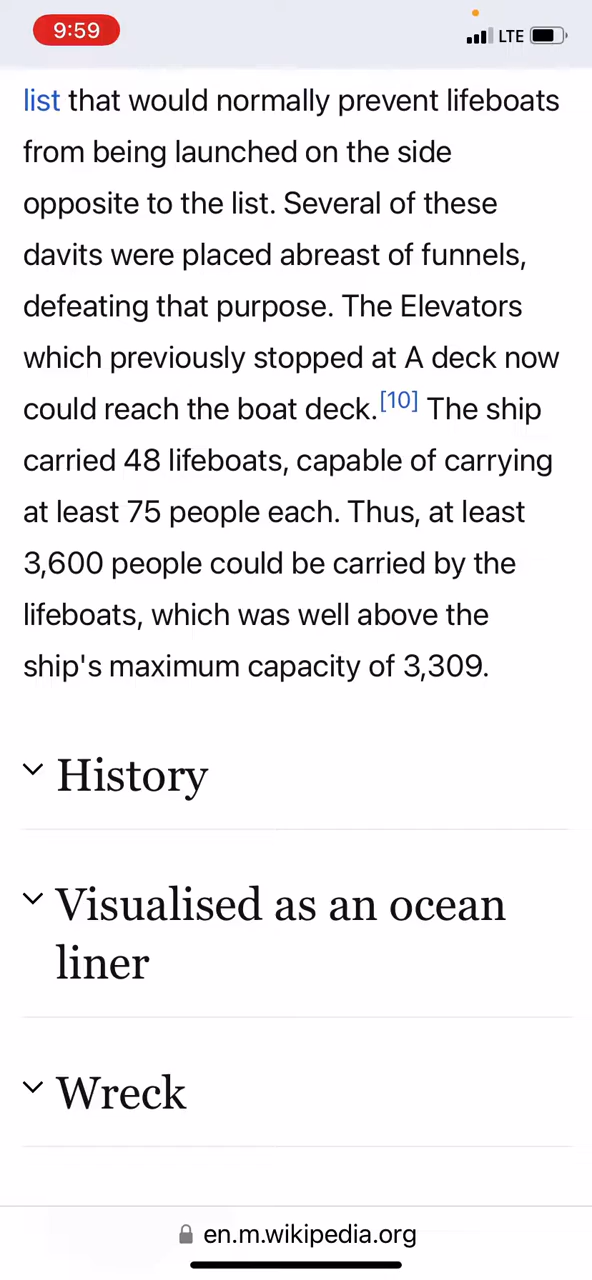 9:59
LTE
list that would normally prevent lifeboats
from being launched on the side
opposite to the list. Several of these
davits were placed abreast of funnels,
defeating that purpose. The Elevators
which previously stopped at A deck now
could reach the boat deck.[10] The ship
carried 48 lifeboats, capable of carrying
at least 75 people each. Thus, at least
3,600 people could be carried by the
lifeboats, which was well above the
ship's maximum capacity of 3,309.
History
Visualised as an ocean
liner
Wreck
en.m.wikipedia.org